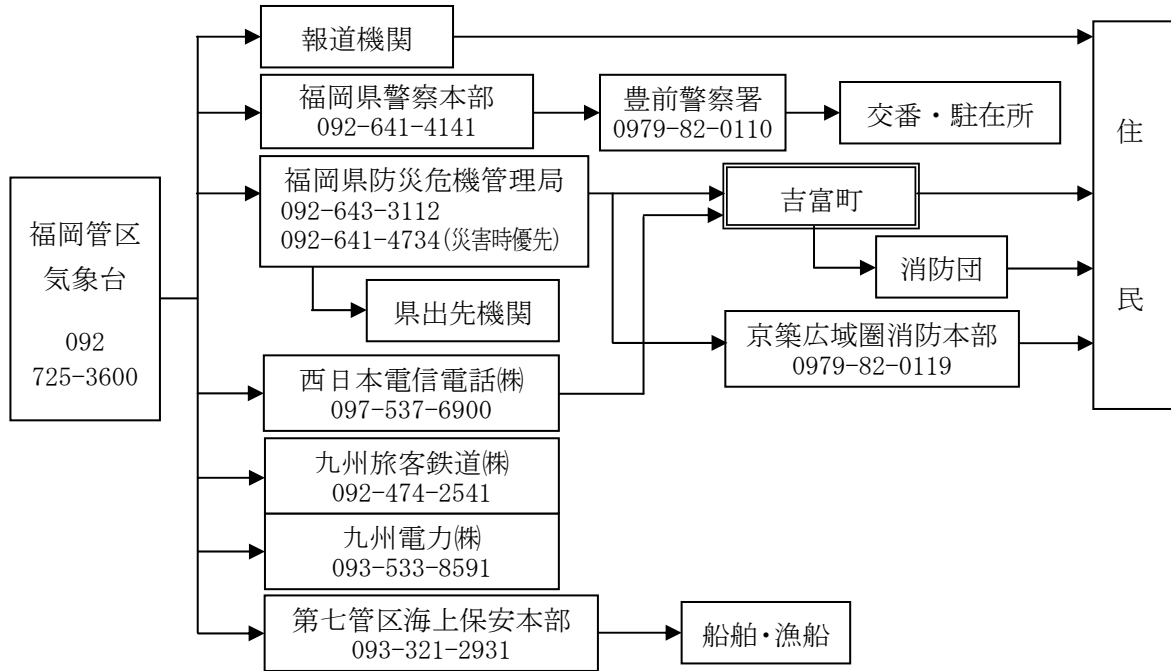 報道機関
福岡県警察本部
092-641-4141
豊前警察署
0979-82-0110
交番・駐在所
住
民
福岡県防災危機管理局
092-643-3112
092-641-4734(災害時優先)
吉富町
福岡管区
気象台
092
725-3600
消防団
県出先機関
京築広域圏消防本部
0979-82-0119
西日本電信電話㈱
097-537-6900
九州旅客鉄道㈱
092-474-2541
九州電力㈱
093-533-8591
第七管区海上保安本部
093-321-2931
船舶・漁船